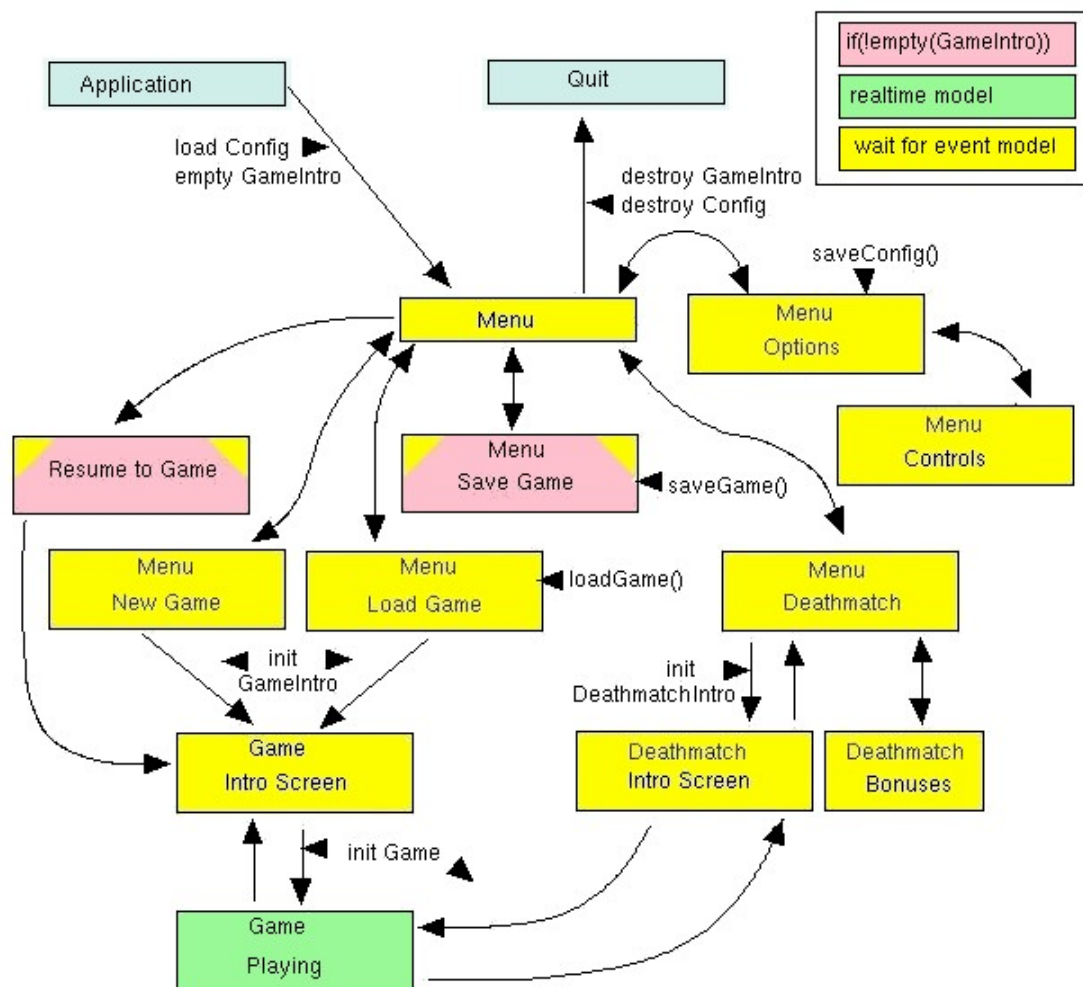 if(!empty(GameIntro))
realtime model
wait for event model
Application
Quit
load Config
empty GameIntro
destroy GameIntro
destroy Config
saveConfig()
Menu
Menu
Options
Menu
Controls
Resume to Game
Menu
Save Game
saveGame()
Menu
New Game
Menu
Load Game
loadGame()
Menu
Deathmatch
init
GameIntro
init
DeathmatchIntro
Game
Intro Screen
Deathmatch
Intro Screen
Deathmatch
Bonuses
init Game
Game
Playing